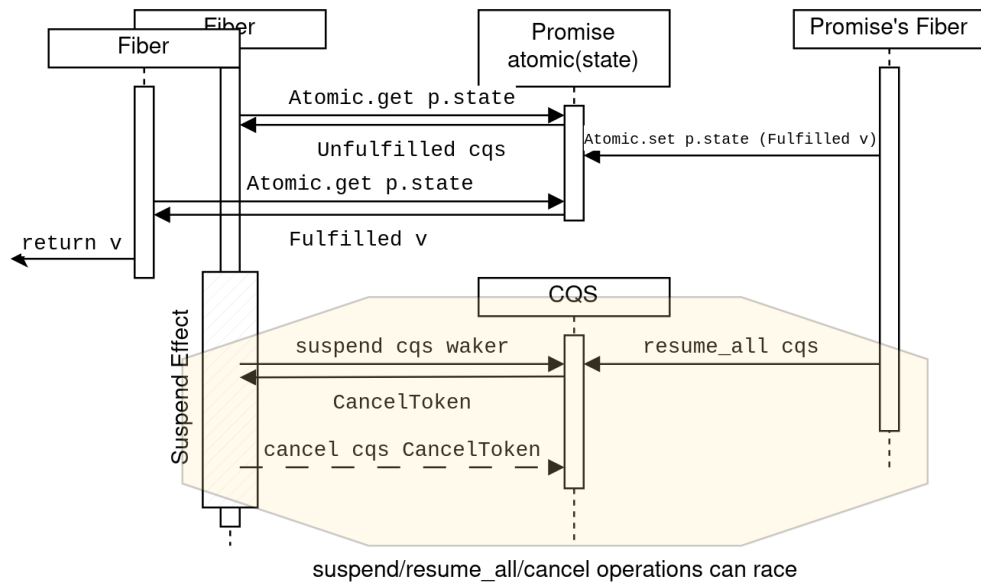 Fiber
Fiber
Promise
atomic(state)
Promise's Fiber
Atomic.get p.state
Unfulfilled cqs
Atomic.set p.state (Fulfilled v)
Atomic.get p.state
Fulfilled v
return v
CQS
Suspend Effect
suspend cqs waker
resume_all cqs
CancelToken
cancel cqs CancelToken
suspend/resume_all/cancel operations can race